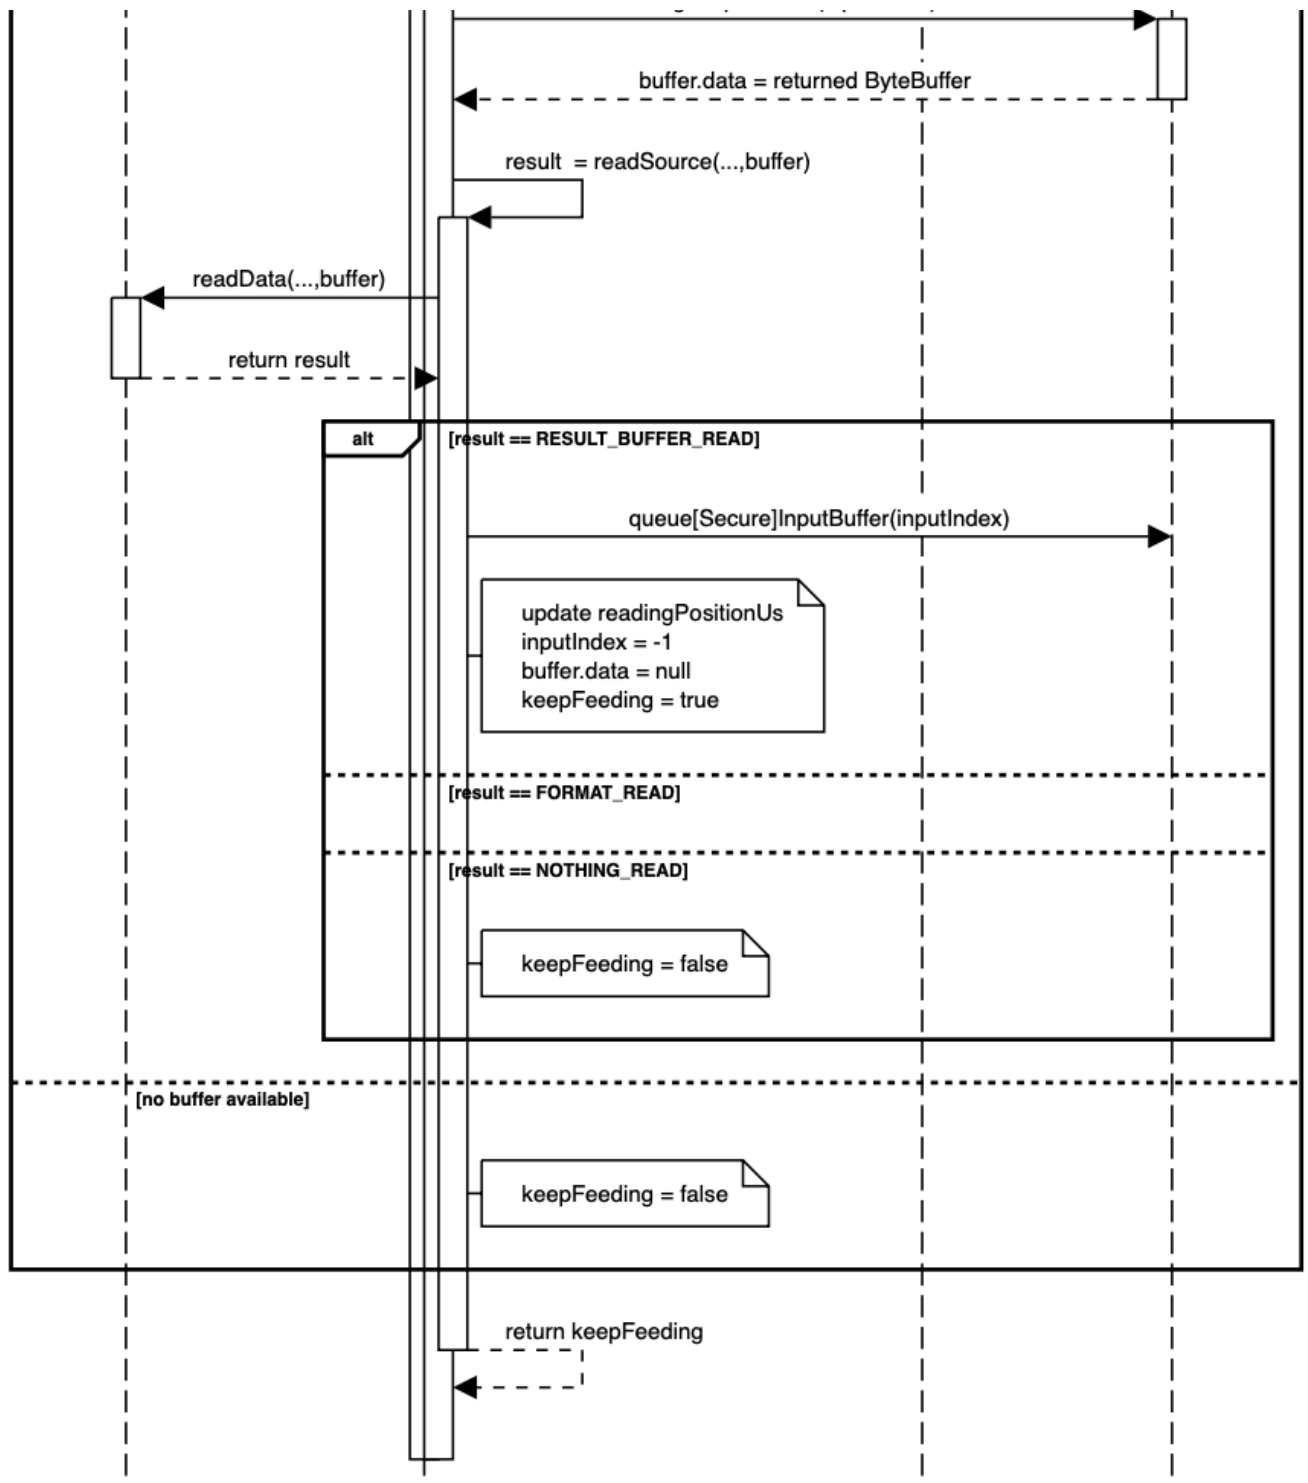 buffer.data = returned ByteBuffer
result = readSource(...,buffer)
readData(...,buffer)
return result
alt
[result == RESULT_BUFFER_READ]
queue[Secure]InputBuffer(inputIndex)
update readingPositionUs
inputIndex = -1
buffer.data = null
keepFeeding = true
[result == FORMAT_READ]
[result == NOTHING_READ]
keepFeeding = false
[no buffer available]
keepFeeding = false
return keepFeeding